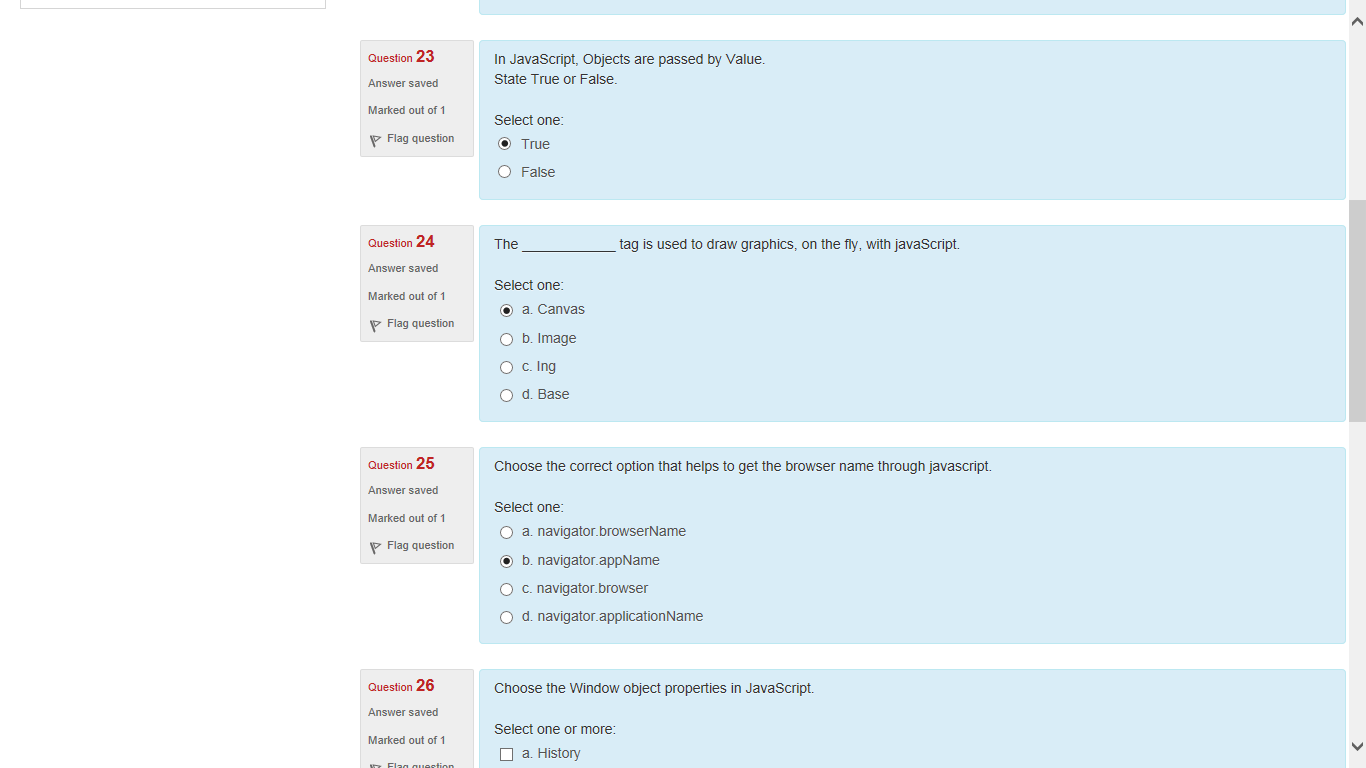 Question 23
Answer saved
Marked out of 1
Flag question
In JavaScript, Objects are passed by Value.
State True or False.
Select one:
True
False
Question 24
Answer saved
Marked out of 1
Flag question
The ____________ tag is used to draw graphics, on the fly, with javaScript.
Select one:
a. Canvas
b. Image
c. Ing
d. Base
Question 25
Answer saved
Marked out of 1
Flag question
Choose the correct option that helps to get the browser name through javascript.
Select one:
a. navigator.browserName
b. navigator.appName
c. navigator.browser
d. navigator.applicationName
Question 26
Answer saved
Marked out of 1
Flag question
Choose the Window object properties in JavaScript.
Select one or more:
a. History